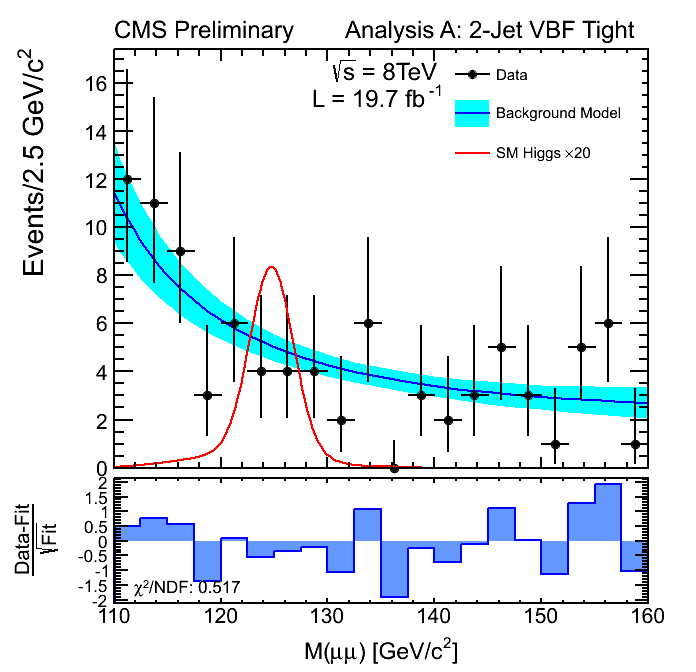 CMS Preliminary Analysis A: 2-Jet VBF Tight
√s = 8TeV
L = 19.7 fb⁻¹
Data
Background Model
SM Higgs ×20
Events/2.5 GeV/c²
16
14
12
10
8
6
4
2
0
Data-Fit
√Fit
2
1.5
1
0.5
0
-0.5
-1
-1.5
-2
χ²/NDF: 0.517
110 120 130 140 150 160
M(μμ) [GeV/c²]